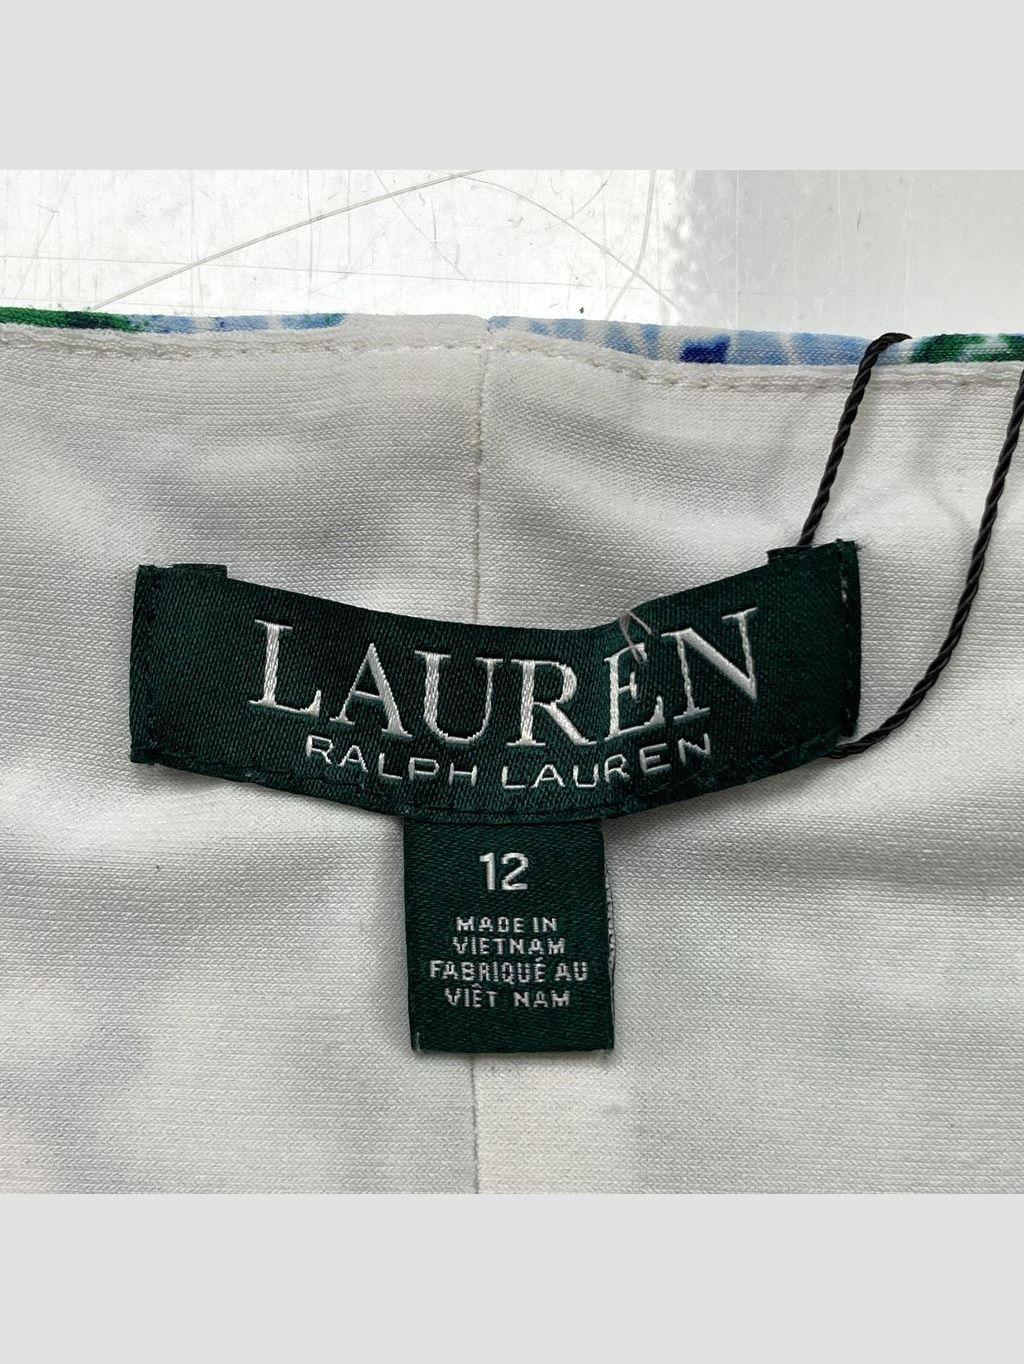 LAUREN
RALPH LAUREN
12
MADE IN
VIETNAM
FABRIQUÉ AU
VIÊT NAM